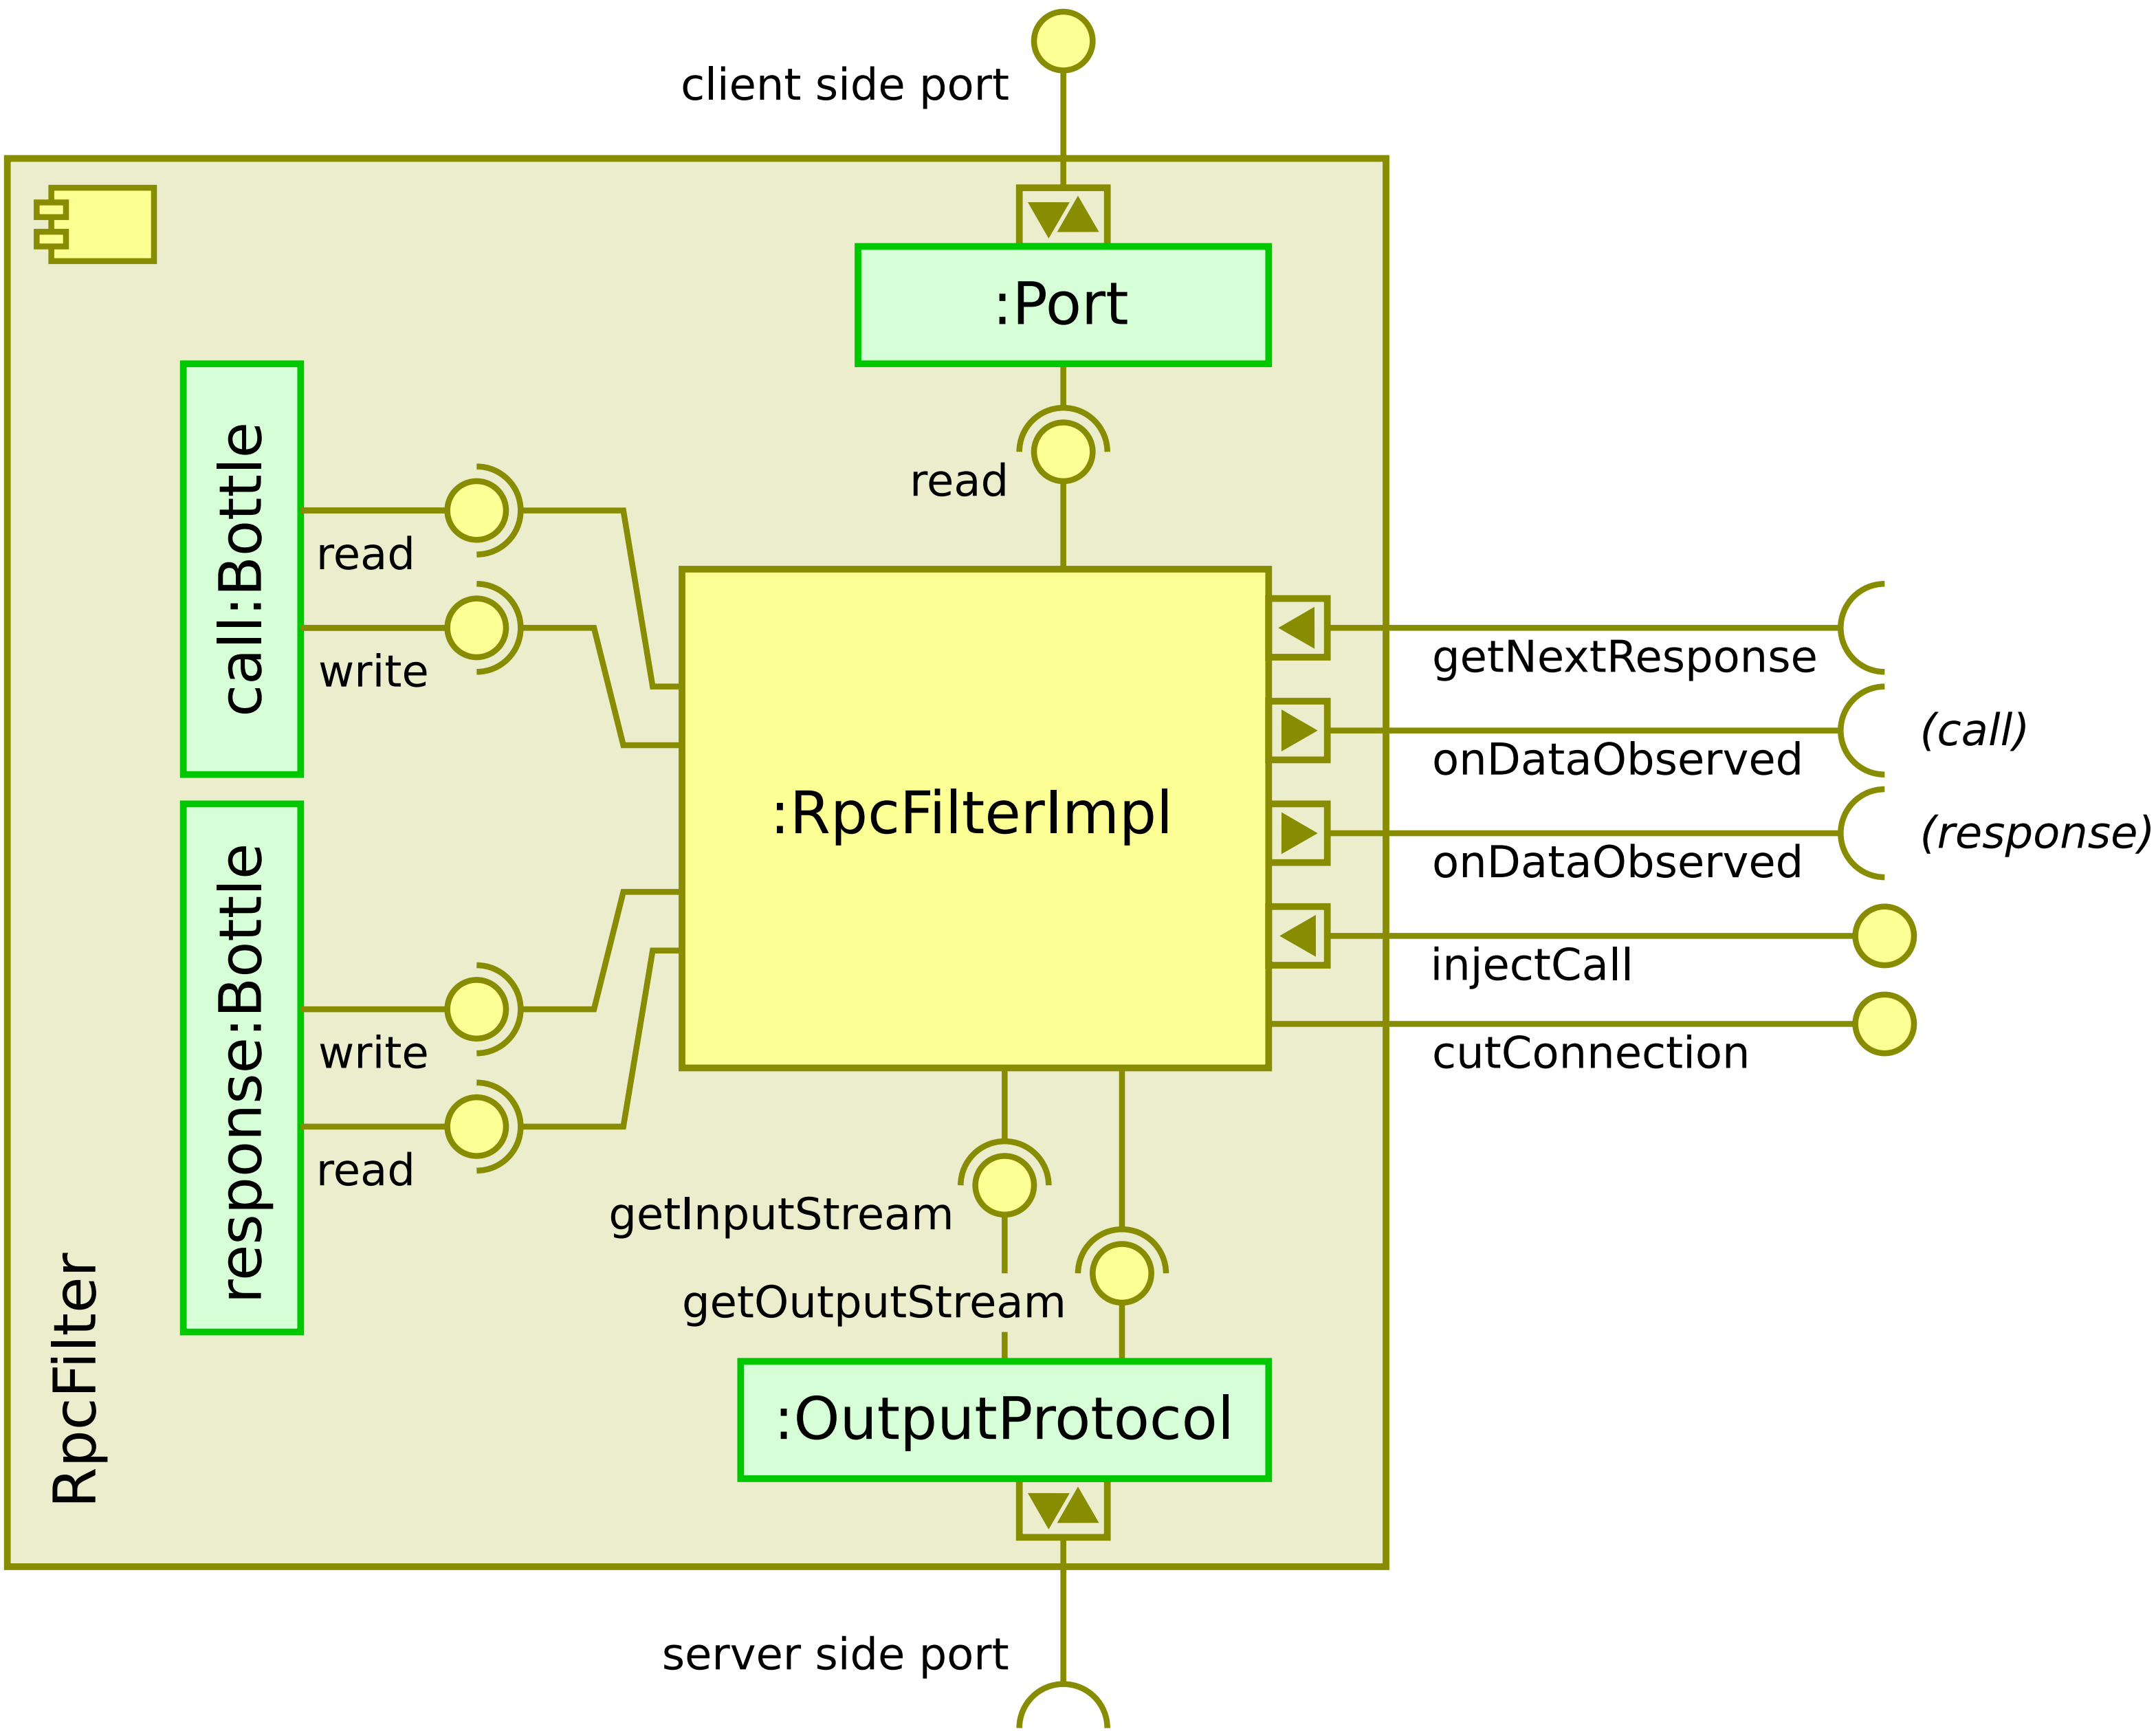 client side port
:Port
read
call:Bottle
read
write
:RpcFilterImpl
getNextResponse
onDataObserved
(call)
onDataObserved
(response)
injectCall
cutConnection
response:Bottle
write
read
getInputStream
getOutputStream
:OutputProtocol
RpcFilter
server side port